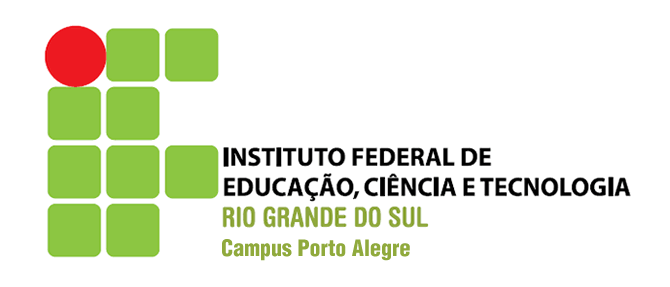 INSTITUTO FEDERAL DE
EDUCAÇÃO, CIÊNCIA E TECNOLOGIA
RIO GRANDE DO SUL
Campus Porto Alegre